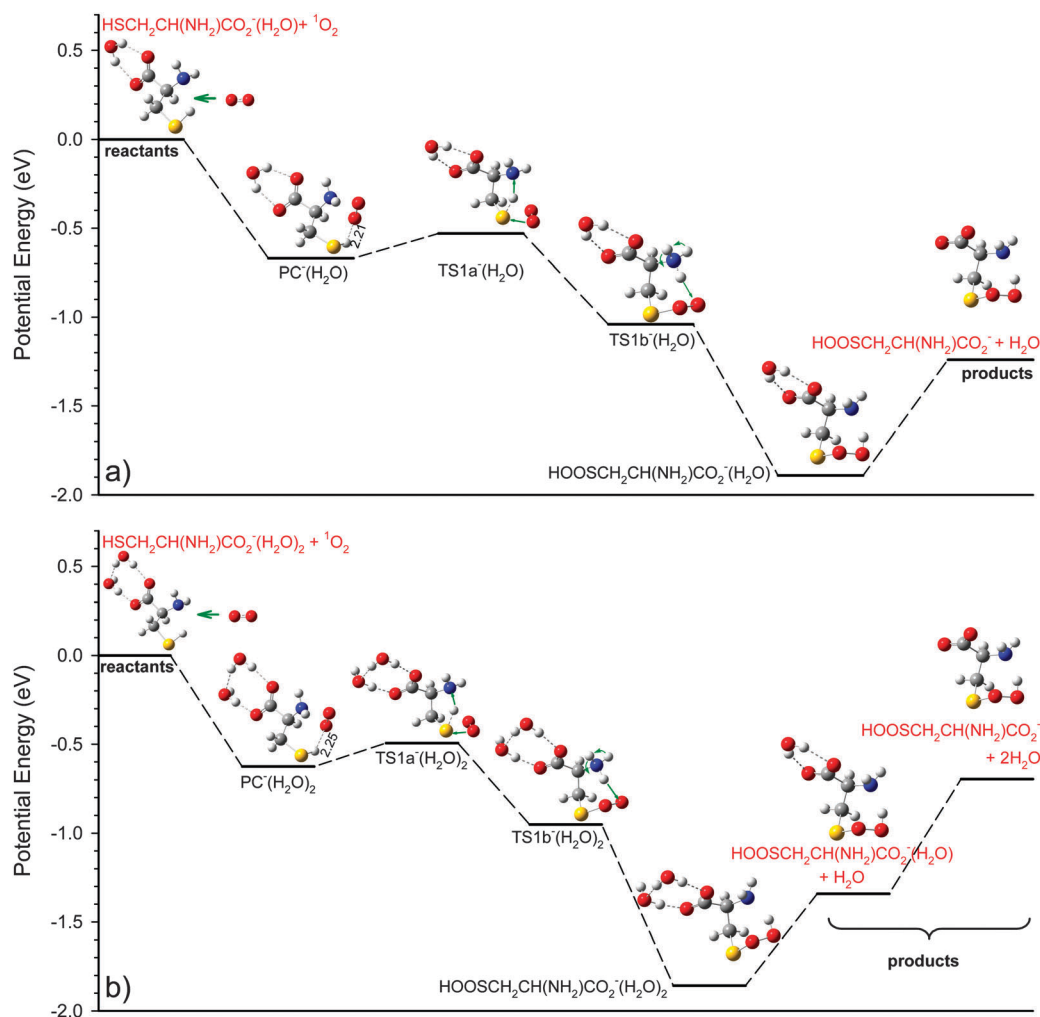 HSCH₂CH(NH₂)CO₂⁻(H₂O)+ ¹O₂
0.5
0.0
reactants
-0.5
2.21
PC⁻(H₂O)
TS1a⁻(H₂O)
-1.0
TS1b⁻(H₂O)
HOOSCH₂CH(NH₂)CO₂⁻ + H₂O
products
-1.5
HOOSCH₂CH(NH₂)CO₂⁻(H₂O)
-2.0
a)
Potential Energy (eV)
HSCH₂CH(NH₂)CO₂⁻(H₂O)₂ + ¹O₂
0.5
0.0
reactants
-0.5
2.25
PC⁻(H₂O)₂
TS1a⁻(H₂O)₂
HOOSCH₂CH(NH₂)CO₂⁻
+ 2H₂O
-1.0
TS1b⁻(H₂O)₂
HOOSCH₂CH(NH₂)CO₂⁻(H₂O)
+ H₂O
-1.5
products
HOOSCH₂CH(NH₂)CO₂⁻(H₂O)₂
-2.0
b)
Potential Energy (eV)